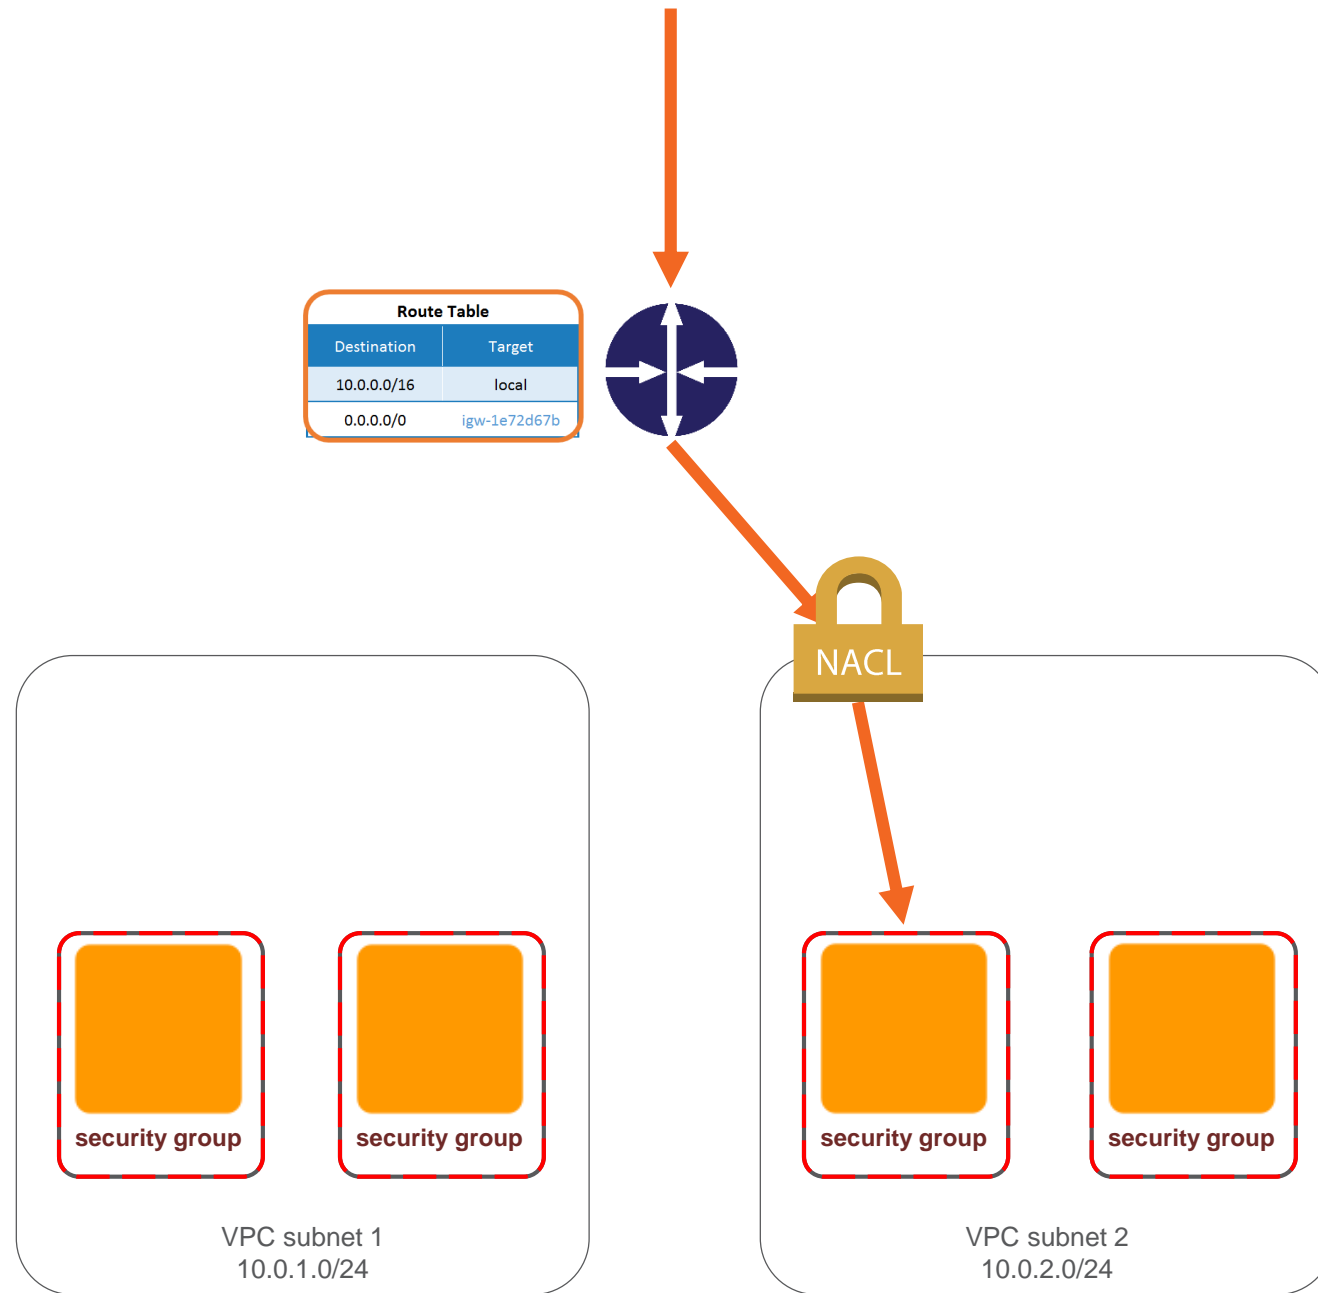 Route Table
Destination Target
10.0.0.0/16 local
0.0.0.0/0 igw-1e72d67b
NACL
security group security group security group security group
VPC subnet 1 VPC subnet 2
10.0.1.0/24 10.0.2.0/24